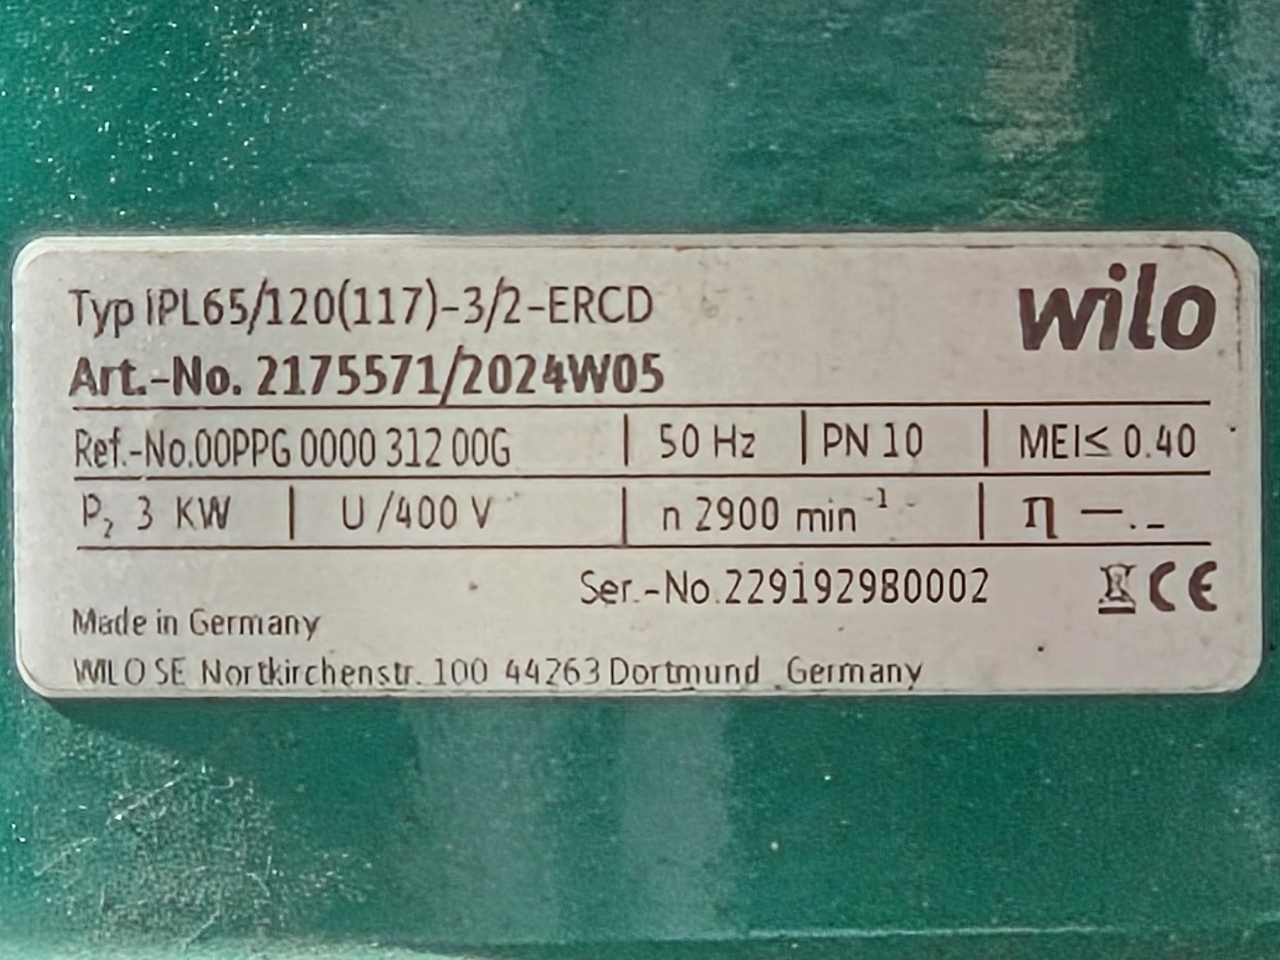 Typ IPL65/120(117)-3/2-ERCD
wilo
Art.-No. 2175571/2024W05
Ref.-No.00PPG 0000 312 00G | 50 Hz | PN 10 | MEI≤ 0.40
P₂ 3 KW | U /400 V | n 2900 min⁻¹ | η —.–
Ser.-No.229192980002 CE
Made in Germany
WILO SE Nortkirchenstr. 100 44263 Dortmund Germany